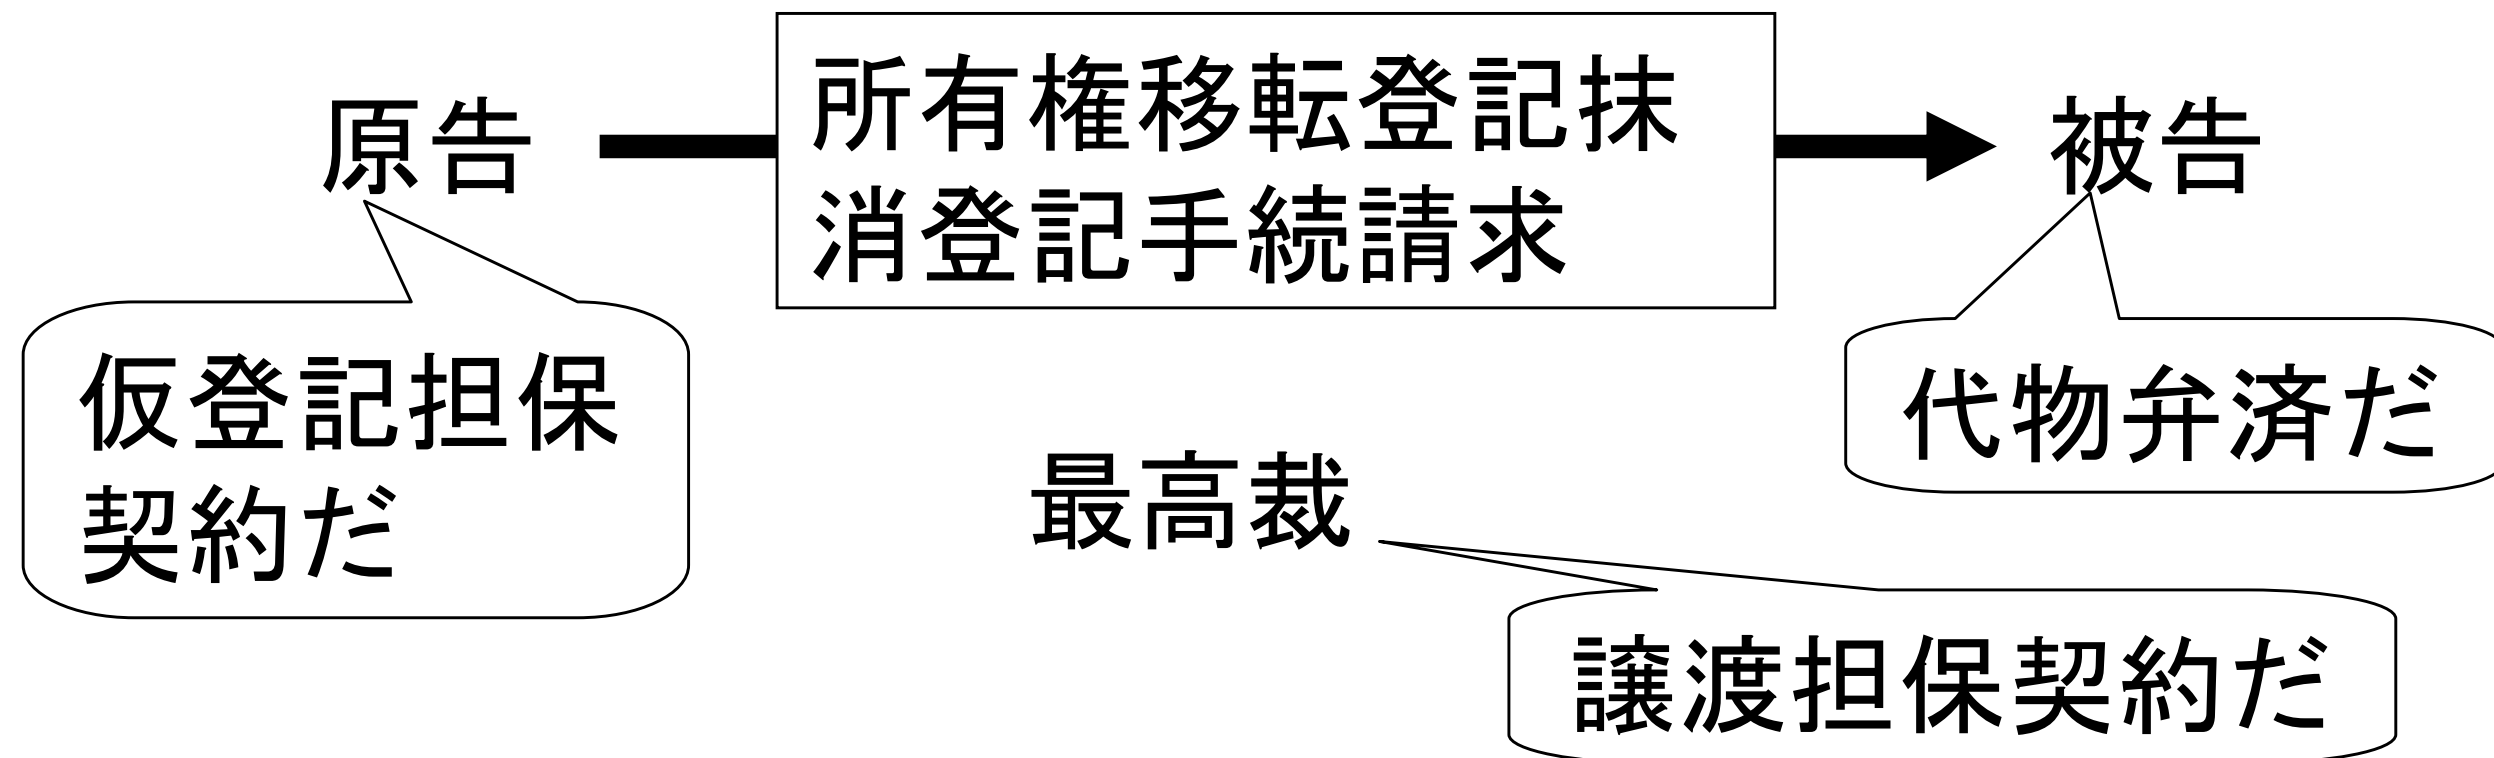 原告
所有権移転登記抹
消登記手続請求
被告
仮登記担保
契約だ
代物弁済だ
最高裁
譲渡担保契約だ